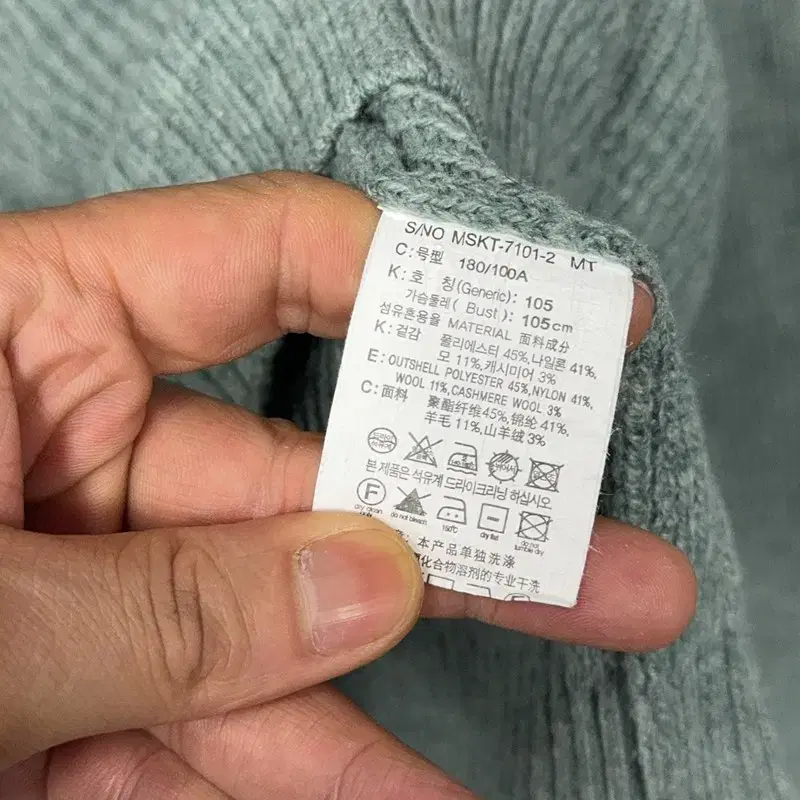 S/NO MSKT-7101-2 MT
C:号型 180/100A
K:호 칭(Generic): 105
가슴둘레( Bust ): 105cm
섬유혼용율 MATERIAL 面料成分
K:겉감 폴리에스터 45%,나일론 41%,
모 11%,캐시미어 3%
E:OUTSHELL POLYESTER 45%,NYLON 41%,
WOOL 11%,CASHMERE WOOL 3%
C:面料 聚酯纤维45%,锦纶 41%,
羊毛 11%,山羊绒 3%
드라이
본 제품은 석유계 드라이크리닝 하십시오
F
dry clean do not bleach 150℃ dry flat do not tumble dry
: 本产品单独洗涤
化合物溶剂的专业干洗